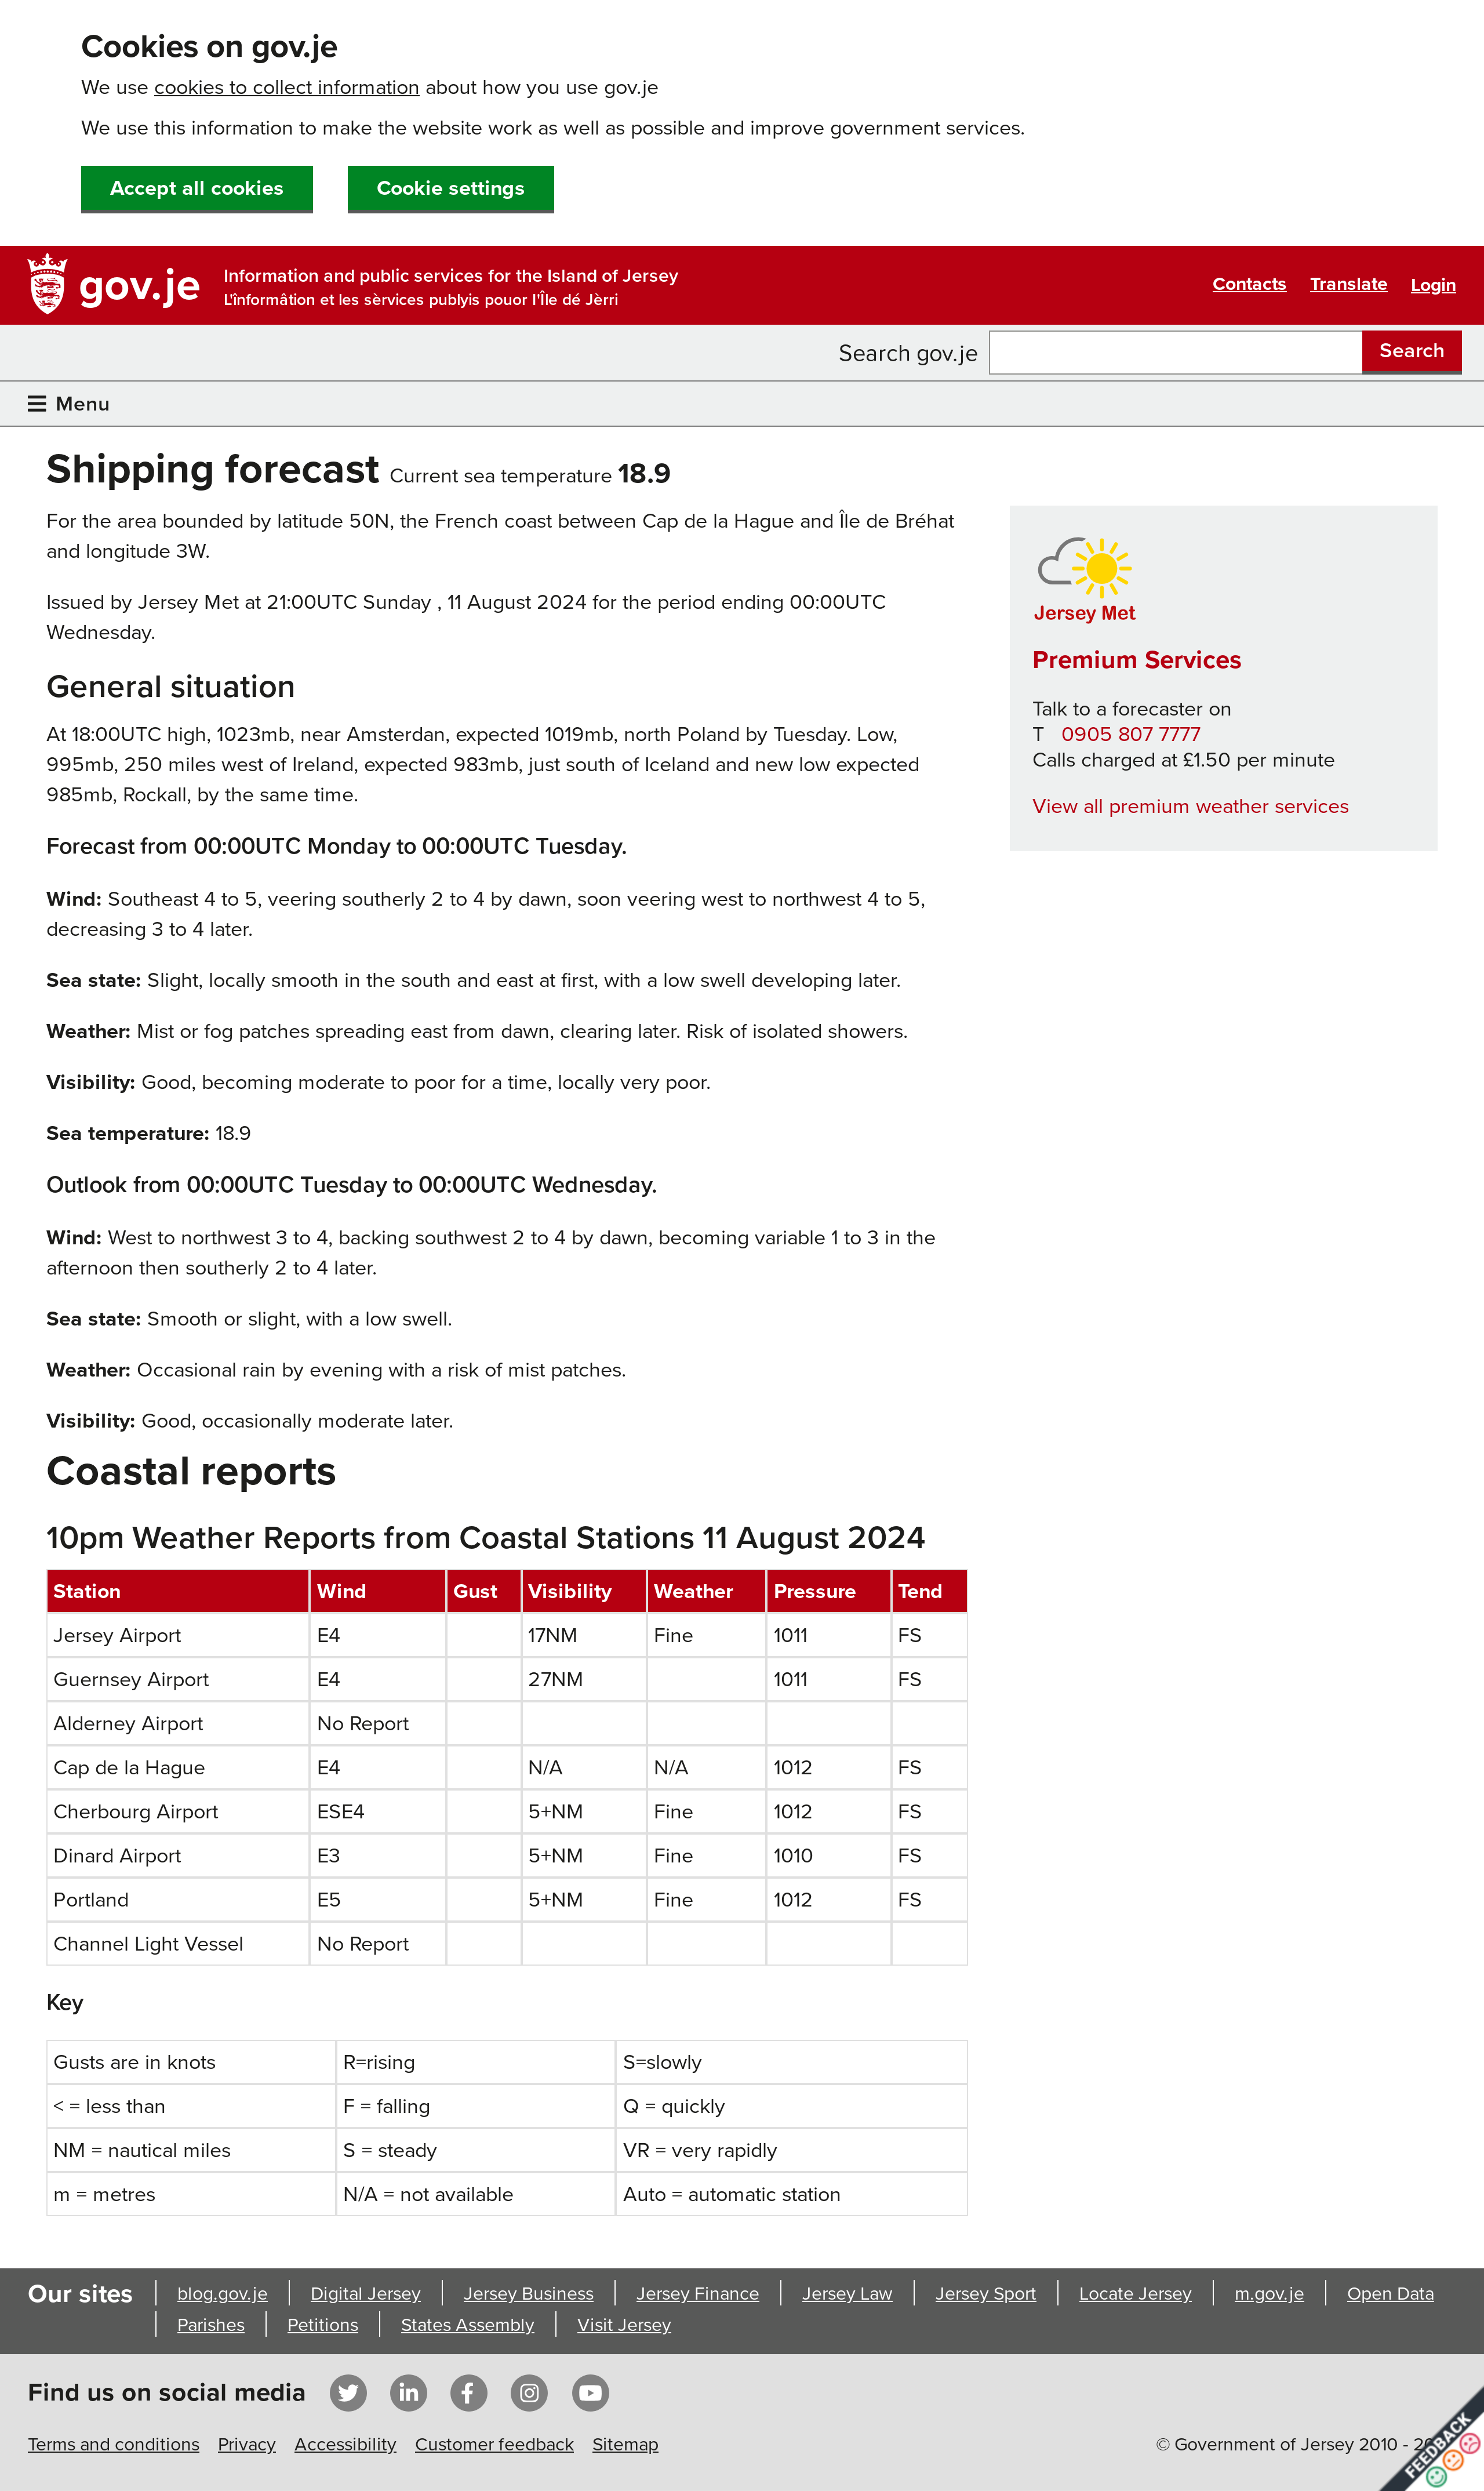 Cookies on gov.je
We use cookies to collect information about how you use gov.je
We use this information to make the website work as well as possible and improve government services.
Accept all cookies Cookie settings
gov.je
Information and public services for the Island of Jersey
L'înformâtion et les sèrvices publyis pouor I'Île dé Jèrri
Contacts Translate Login
Search gov.je Search
Menu
Shipping forecast Current sea temperature 18.9
For the area bounded by latitude 50N, the French coast between Cap de la Hague and Île de Bréhat
and longitude 3W.
Issued by Jersey Met at 21:00UTC Sunday , 11 August 2024 for the period ending 00:00UTC
Wednesday.
General situation
At 18:00UTC high, 1023mb, near Amsterdan, expected 1019mb, north Poland by Tuesday. Low,
995mb, 250 miles west of Ireland, expected 983mb, just south of Iceland and new low expected
985mb, Rockall, by the same time.
Forecast from 00:00UTC Monday to 00:00UTC Tuesday.
Wind: Southeast 4 to 5, veering southerly 2 to 4 by dawn, soon veering west to northwest 4 to 5,
decreasing 3 to 4 later.
Sea state: Slight, locally smooth in the south and east at first, with a low swell developing later.
Weather: Mist or fog patches spreading east from dawn, clearing later. Risk of isolated showers.
Visibility: Good, becoming moderate to poor for a time, locally very poor.
Sea temperature: 18.9
Outlook from 00:00UTC Tuesday to 00:00UTC Wednesday.
Wind: West to northwest 3 to 4, backing southwest 2 to 4 by dawn, becoming variable 1 to 3 in the
afternoon then southerly 2 to 4 later.
Sea state: Smooth or slight, with a low swell.
Weather: Occasional rain by evening with a risk of mist patches.
Visibility: Good, occasionally moderate later.
Jersey Met
Premium Services
Talk to a forecaster on
T 0905 807 7777
Calls charged at £1.50 per minute
View all premium weather services
Coastal reports
10pm Weather Reports from Coastal Stations 11 August 2024
Station Wind Gust Visibility Weather Pressure Tend
Jersey Airport E4 17NM Fine 1011 FS
Guernsey Airport E4 27NM 1011 FS
Alderney Airport No Report
Cap de la Hague E4 N/A N/A 1012 FS
Cherbourg Airport ESE4 5+NM Fine 1012 FS
Dinard Airport E3 5+NM Fine 1010 FS
Portland E5 5+NM Fine 1012 FS
Channel Light Vessel No Report
Key
Gusts are in knots R=rising S=slowly
< = less than F = falling Q = quickly
NM = nautical miles S = steady VR = very rapidly
m = metres N/A = not available Auto = automatic station
Our sites blog.gov.je Digital Jersey Jersey Business Jersey Finance Jersey Law Jersey Sport Locate Jersey m.gov.je Open Data
Parishes Petitions States Assembly Visit Jersey
Find us on social media
Terms and conditions Privacy Accessibility Customer feedback Sitemap
© Government of Jersey 2010 -
FEEDBACK